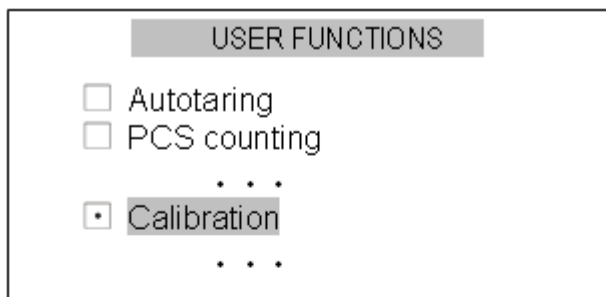 USER FUNCTIONS
Autotaring
PCS counting
. . .
Calibration
. . .